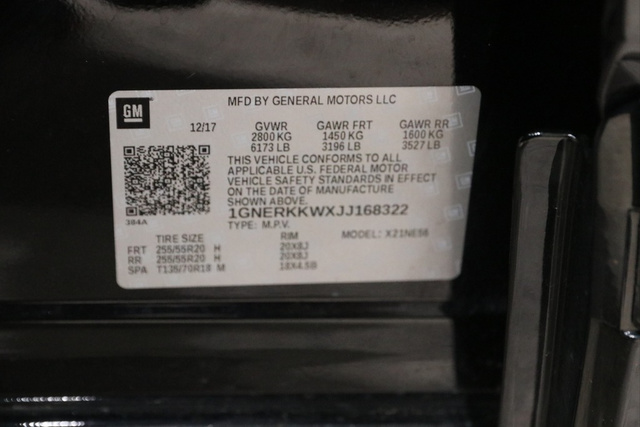 GM
MFD BY GENERAL MOTORS LLC
12/17 GVWR GAWR FRT GAWR RR
2800 KG 1450 KG 1600 KG
6173 LB 3196 LB 3527 LB
THIS VEHICLE CONFORMS TO ALL
APPLICABLE U.S. FEDERAL MOTOR
VEHICLE SAFETY STANDARDS IN EFFECT
ON THE DATE OF MANUFACTURE
SHOWN ABOVE.
384A
1GNERKKWXJJ168322
TYPE: M.P.V.
TIRE SIZE RIM MODEL: X21NE56
FRT 255/55R20 H 20X8J
RR 255/55R20 H 20X8J
SPA T135/70R18 M 18X4.5B